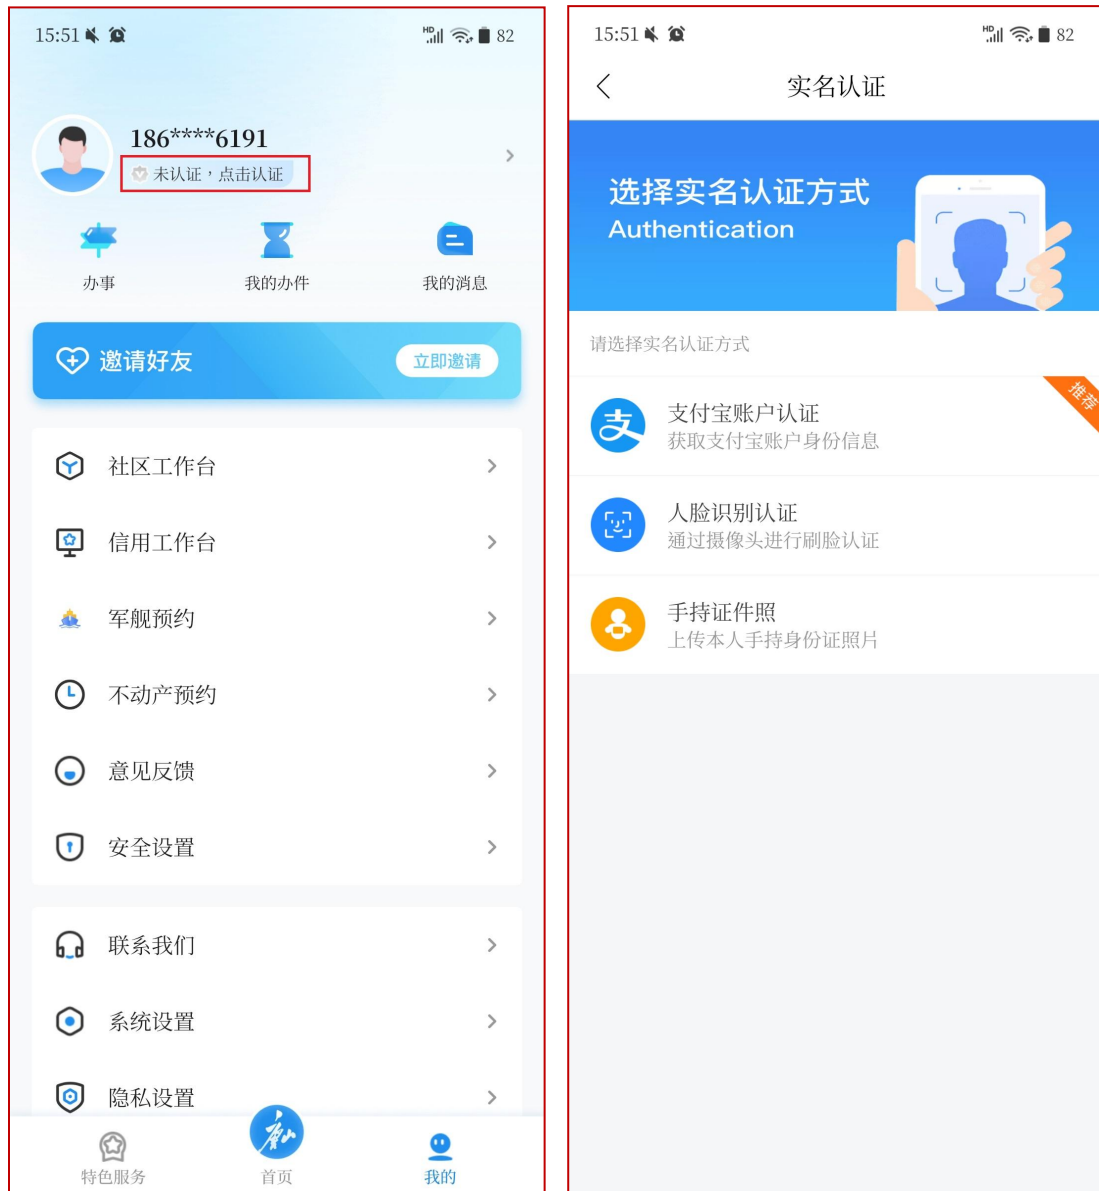 15:51
HD
82
186****6191
未认证，点击认证
办事
我的办件
我的消息
邀请好友
立即邀请
社区工作台
信用工作台
军舰预约
不动产预约
意见反馈
安全设置
联系我们
系统设置
隐私设置
特色服务
首页
我的
15:51
HD
82
实名认证
选择实名认证方式
Authentication
请选择实名认证方式
推荐
支
支付宝账户认证
获取支付宝账户身份信息
人脸识别认证
通过摄像头进行刷脸认证
手持证件照
上传本人手持身份证照片